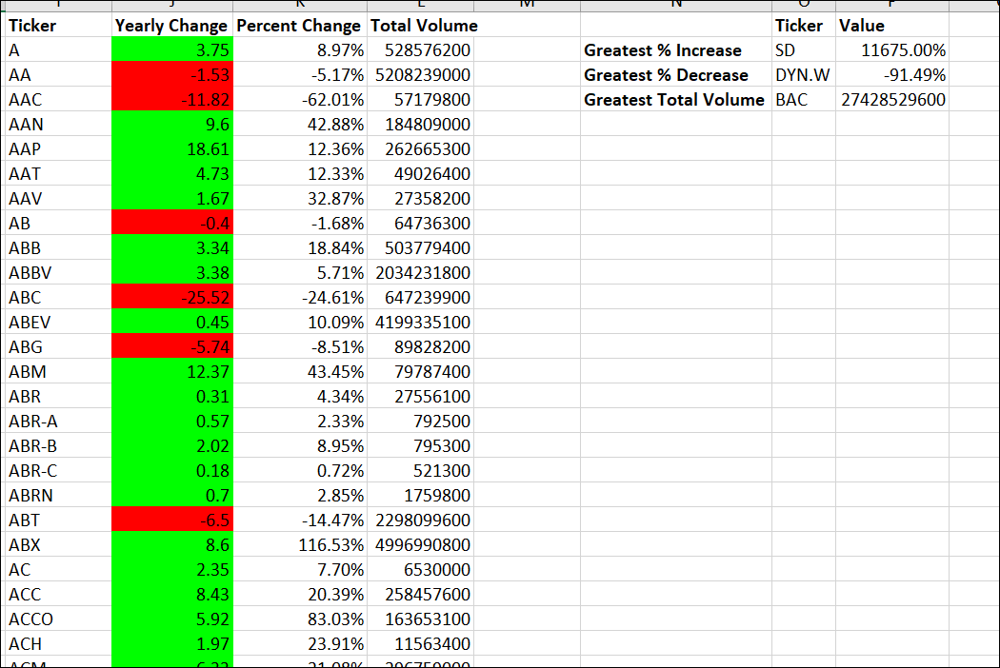 I J K L M N O P
Ticker Yearly Change Percent Change Total Volume Ticker Value
A 3.75 8.97% 528576200 Greatest % Increase SD 11675.00%
AA -1.53 -5.17% 5208239000 Greatest % Decrease DYN.W -91.49%
AAC -11.82 -62.01% 57179800 Greatest Total Volume BAC 27428529600
AAN 9.6 42.88% 184809000
AAP 18.61 12.36% 262665300
AAT 4.73 12.33% 49026400
AAV 1.67 32.87% 27358200
AB -0.4 -1.68% 64736300
ABB 3.34 18.84% 503779400
ABBV 3.38 5.71% 2034231800
ABC -25.52 -24.61% 647239900
ABEV 0.45 10.09% 4199335100
ABG -5.74 -8.51% 89828200
ABM 12.37 43.45% 79787400
ABR 0.31 4.34% 27556100
ABR-A 0.57 2.33% 792500
ABR-B 2.02 8.95% 795300
ABR-C 0.18 0.72% 521300
ABRN 0.7 2.85% 1759800
ABT -6.5 -14.47% 2298099600
ABX 8.6 116.53% 4996990800
AC 2.35 7.70% 6530000
ACC 8.43 20.39% 258457600
ACCO 5.92 83.03% 163653100
ACH 1.97 23.91% 11563400